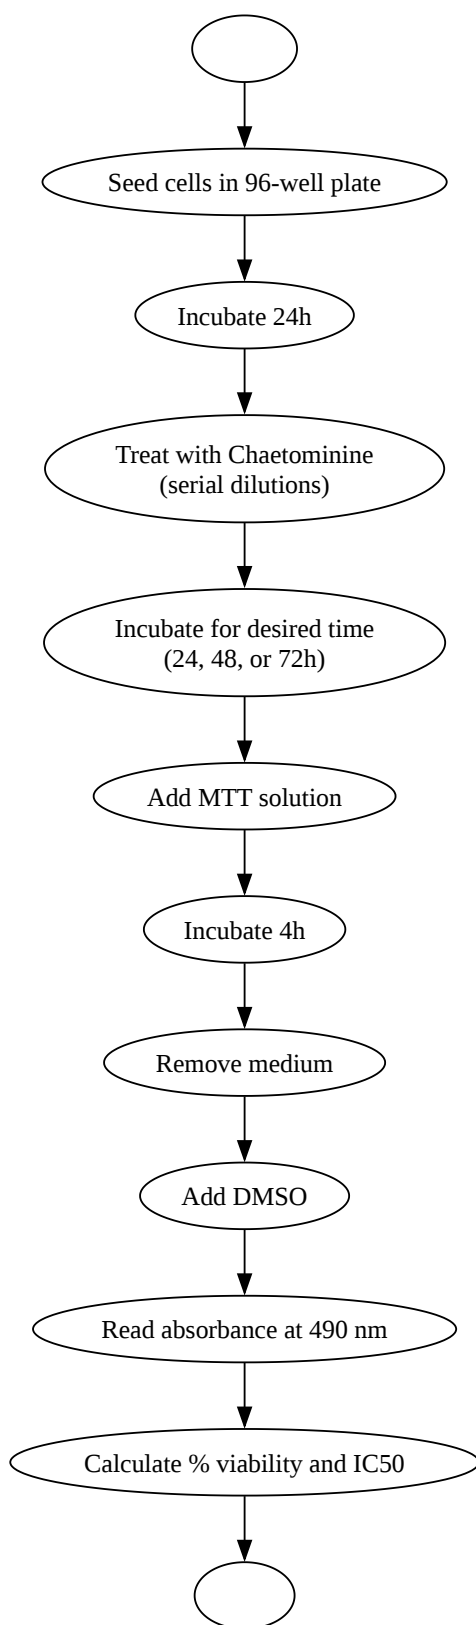 Seed cells in 96-well plate
Incubate 24h
Treat with Chaetominine
(serial dilutions)
Incubate for desired time
(24, 48, or 72h)
Add MTT solution
Incubate 4h
Remove medium
Add DMSO
Read absorbance at 490 nm
Calculate % viability and IC50